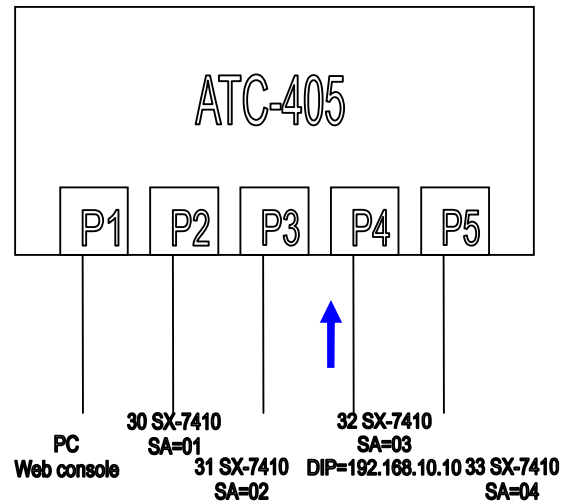 ATC-405
P1 P2 P3 P4 P5
30 SX-7410
SA=01
32 SX-7410
SA=03
DIP=192.168.10.10
PC
Web console
31 SX-7410
SA=02
33 SX-7410
SA=04